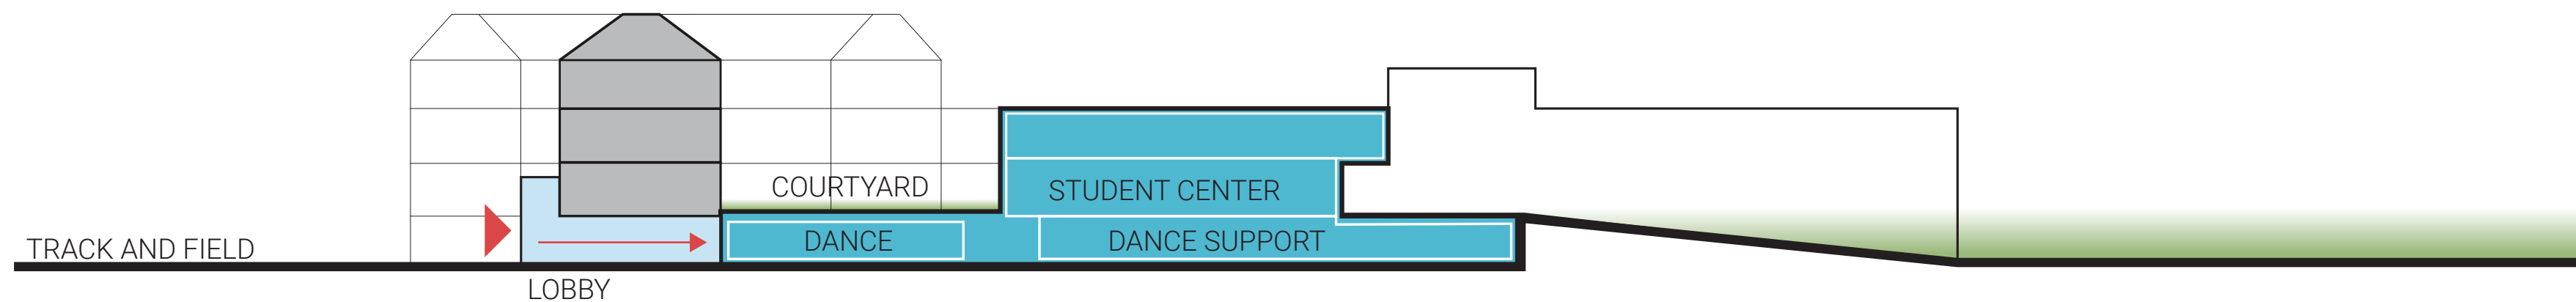 COURTYARD
STUDENT CENTER
TRACK AND FIELD
DANCE
DANCE SUPPORT
LOBBY